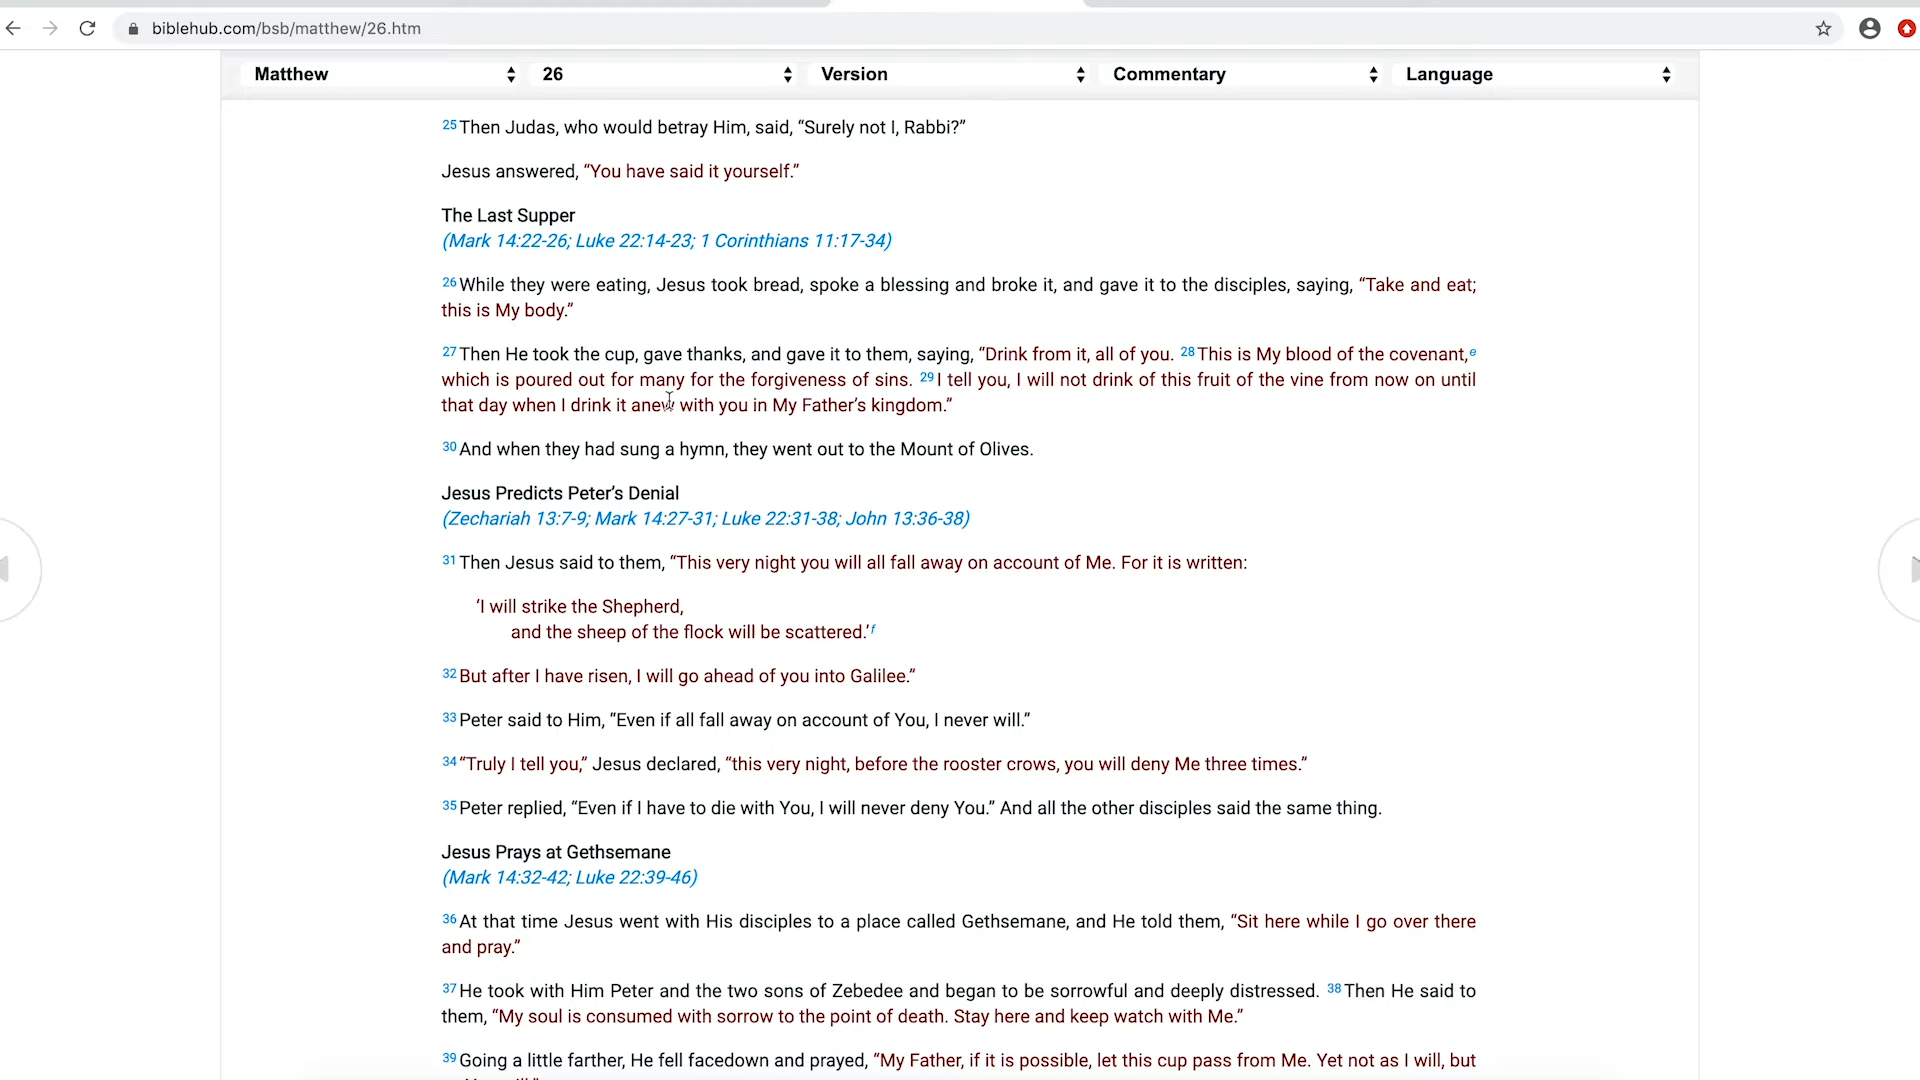 biblehub.com/bsb/matthew/26.htm
Matthew 26 Version Commentary Language
25 Then Judas, who would betray Him, said, “Surely not I, Rabbi?”
Jesus answered, “You have said it yourself.”
The Last Supper
(Mark 14:22-26; Luke 22:14-23; 1 Corinthians 11:17-34)
26 While they were eating, Jesus took bread, spoke a blessing and broke it, and gave it to the disciples, saying, “Take and eat;
this is My body.”
27 Then He took the cup, gave thanks, and gave it to them, saying, “Drink from it, all of you. 28 This is My blood of the covenant,e
which is poured out for many for the forgiveness of sins. 29 I tell you, I will not drink of this fruit of the vine from now on until
that day when I drink it anew with you in My Father’s kingdom.”
30 And when they had sung a hymn, they went out to the Mount of Olives.
Jesus Predicts Peter’s Denial
(Zechariah 13:7-9; Mark 14:27-31; Luke 22:31-38; John 13:36-38)
31 Then Jesus said to them, “This very night you will all fall away on account of Me. For it is written:
‘I will strike the Shepherd,
and the sheep of the flock will be scattered.’f
32 But after I have risen, I will go ahead of you into Galilee.”
33 Peter said to Him, “Even if all fall away on account of You, I never will.”
34 “Truly I tell you,” Jesus declared, “this very night, before the rooster crows, you will deny Me three times.”
35 Peter replied, “Even if I have to die with You, I will never deny You.” And all the other disciples said the same thing.
Jesus Prays at Gethsemane
(Mark 14:32-42; Luke 22:39-46)
36 At that time Jesus went with His disciples to a place called Gethsemane, and He told them, “Sit here while I go over there
and pray.”
37 He took with Him Peter and the two sons of Zebedee and began to be sorrowful and deeply distressed. 38 Then He said to
them, “My soul is consumed with sorrow to the point of death. Stay here and keep watch with Me.”
39 Going a little farther, He fell facedown and prayed, “My Father, if it is possible, let this cup pass from Me. Yet not as I will, but